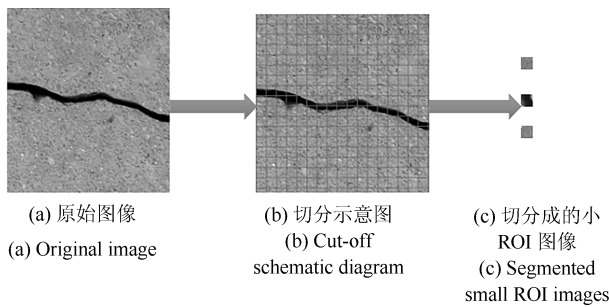 (a) 原始图像
(a) Original image
(b) 切分示意图
(b) Cut-off
schematic diagram
(c) 切分成的小
ROI 图像
(c) Segmented
small ROI images